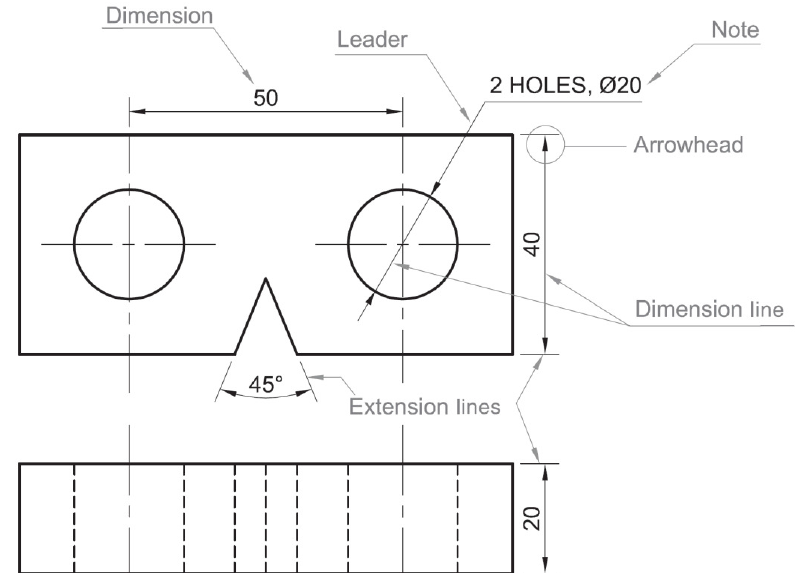 Dimension
Note
Leader
2 HOLES, Ø20
50
Arrowhead
40
Dimension line
45°
Extension lines
20